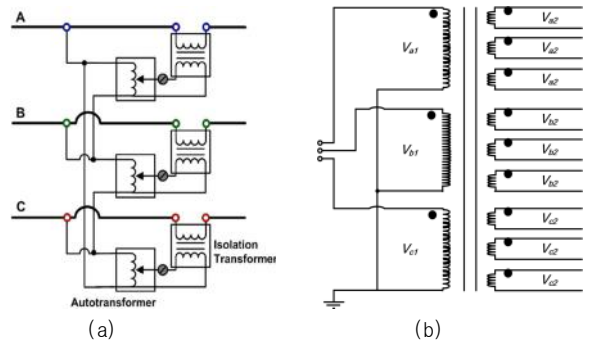 A
B
C
Isolation
Transformer
Autotransformer
(a)
Va1
Vb1
Vc1
Va2
Va2
Va2
Vb2
Vb2
Vb2
Vc2
Vc2
Vc2
(b)